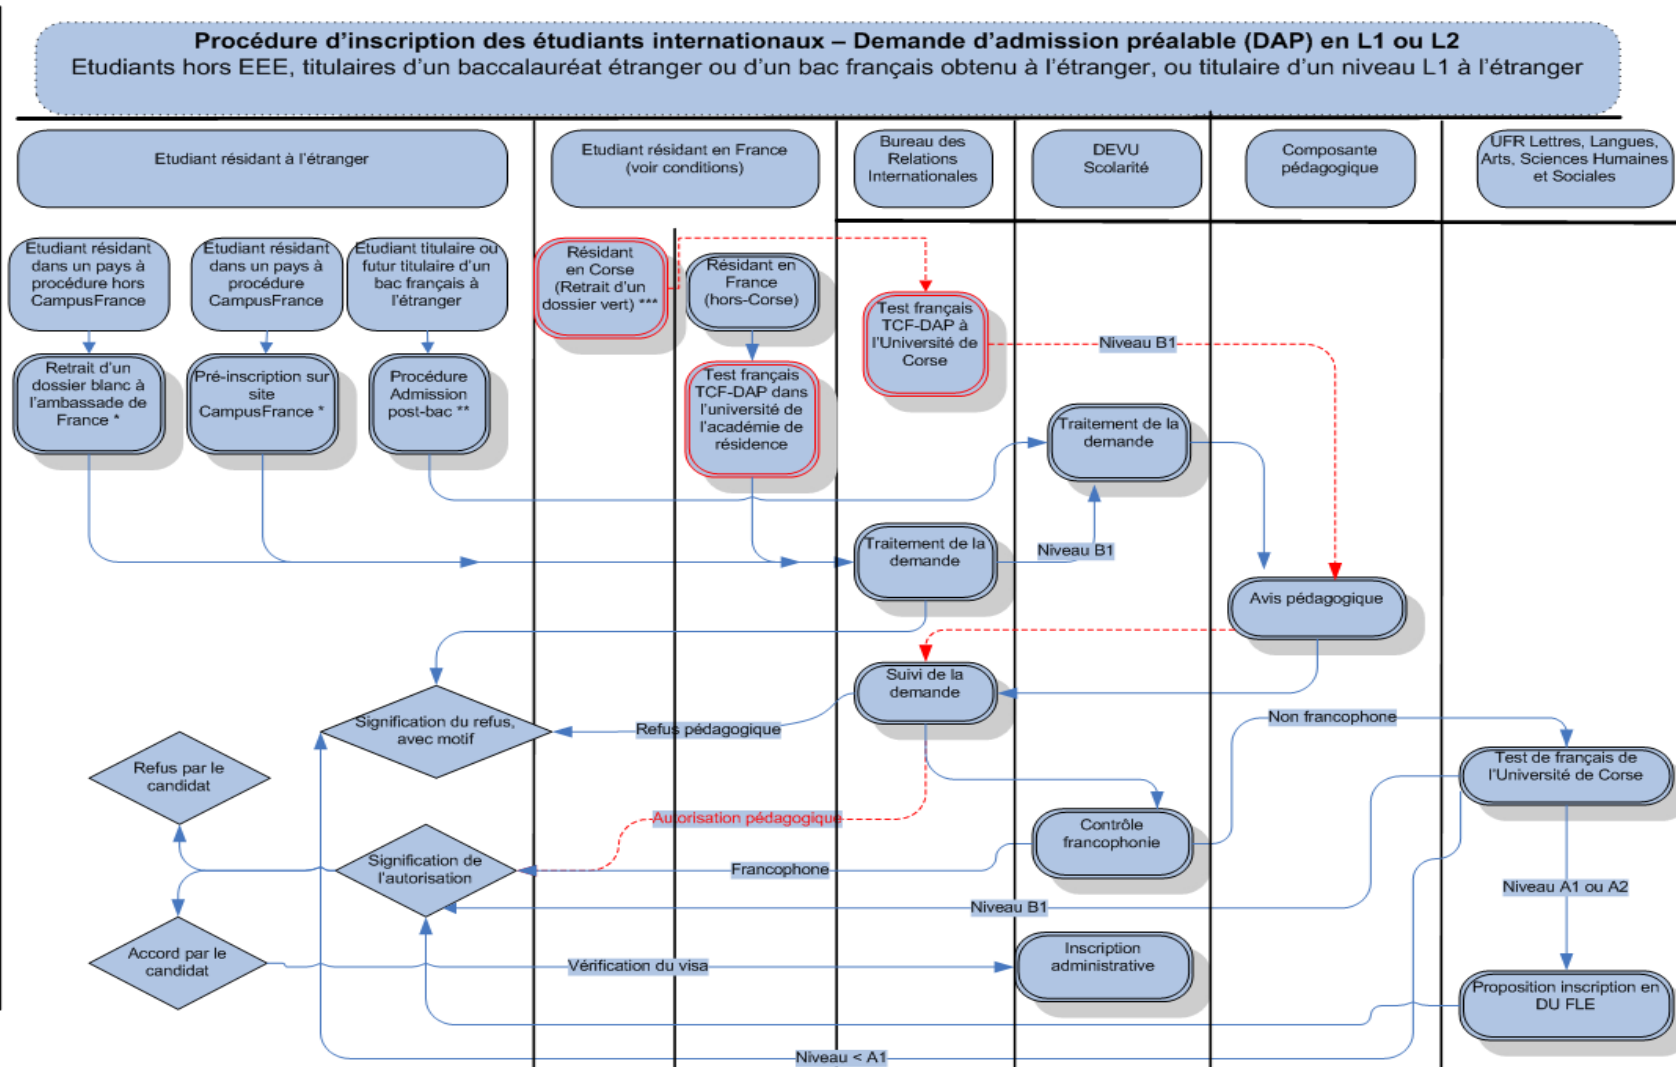 Procédure d'inscription des étudiants internationaux – Demande d'admission préalable (DAP) en L1 ou L2
Etudiants hors EEE, titulaires d'un baccalauréat étranger ou d'un bac français obtenu à l'étranger, ou titulaire d'un niveau L1 à l'étranger
Etudiant résidant à l'étranger
Etudiant résidant en France
(voir conditions)
Bureau des
Relations
Internationales
DEVU
Scolarité
Composante
pédagogique
UFR Lettres, Langues,
Arts, Sciences Humaines
et Sociales
Etudiant résidant
dans un pays à
procédure hors
CampusFrance
Etudiant résidant
dans un pays à
procédure
CampusFrance
Etudiant titulaire ou
futur titulaire d'un
bac français à
l'étranger
Résidant
en Corse
(Retrait d'un
dossier vert) ***
Résidant en
France
(hors-Corse)
Test français
TCF-DAP à
l'Université de
Corse
Niveau B1
Retrait d'un
dossier blanc à
l'ambassade de
France *
Pré-inscription sur
site
CampusFrance *
Procédure
Admission
post-bac **
Test français
TCF-DAP dans
l'université de
l'académie de
résidence
Traitement de la
demande
Traitement de la
demande
Niveau B1
Avis pédagogique
Suivi de la
demande
Signification du refus,
avec motif
Refus pédagogique
Non francophone
Refus par le
candidat
Test de français de
l'Université de Corse
Autorisation pédagogique
Contrôle
francophonie
Signification de
l'autorisation
Francophone
Niveau A1 ou A2
Niveau B1
Accord par le
candidat
Vérification du visa
Inscription
administrative
Proposition inscription en
DU FLE
Niveau < A1